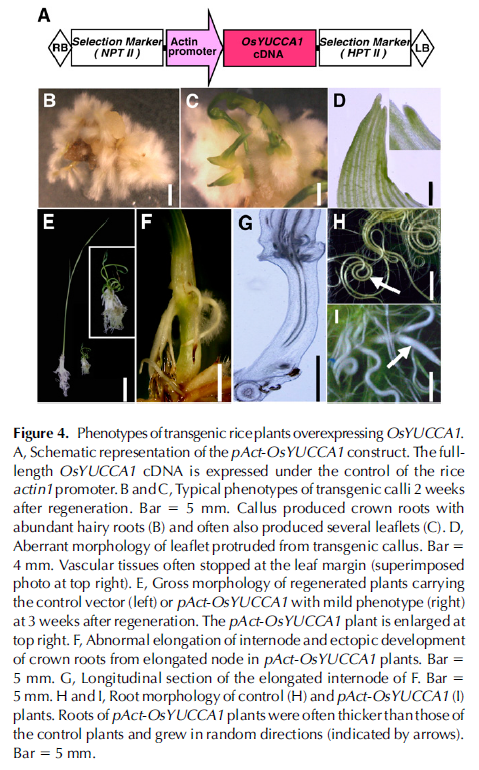 A
RB
Selection Marker
( NPT II )
Actin
promoter
OsYUCCA1
cDNA
Selection Marker
( HPT II )
LB
B
C
D
E
F
G
H
I
Figure 4. Phenotypes of transgenic rice plants overexpressing OsYUCCA1.
A, Schematic representation of the pAct-OsYUCCA1 construct. The full-
length OsYUCCA1 cDNA is expressed under the control of the rice
actin1 promoter. B and C, Typical phenotypes of transgenic calli 2 weeks
after regeneration. Bar = 5 mm. Callus produced crown roots with
abundant hairy roots (B) and often also produced several leaflets (C). D,
Aberrant morphology of leaflet protruded from transgenic callus. Bar =
4 mm. Vascular tissues often stopped at the leaf margin (superimposed
photo at top right). E, Gross morphology of regenerated plants carrying
the control vector (left) or pAct-OsYUCCA1 with mild phenotype (right)
at 3 weeks after regeneration. The pAct-OsYUCCA1 plant is enlarged at
top right. F, Abnormal elongation of internode and ectopic development
of crown roots from elongated node in pAct-OsYUCCA1 plants. Bar =
5 mm. G, Longitudinal section of the elongated internode of F. Bar =
5 mm. H and I, Root morphology of control (H) and pAct-OsYUCCA1 (I)
plants. Roots of pAct-OsYUCCA1 plants were often thicker than those of
the control plants and grew in random directions (indicated by arrows).
Bar = 5 mm.